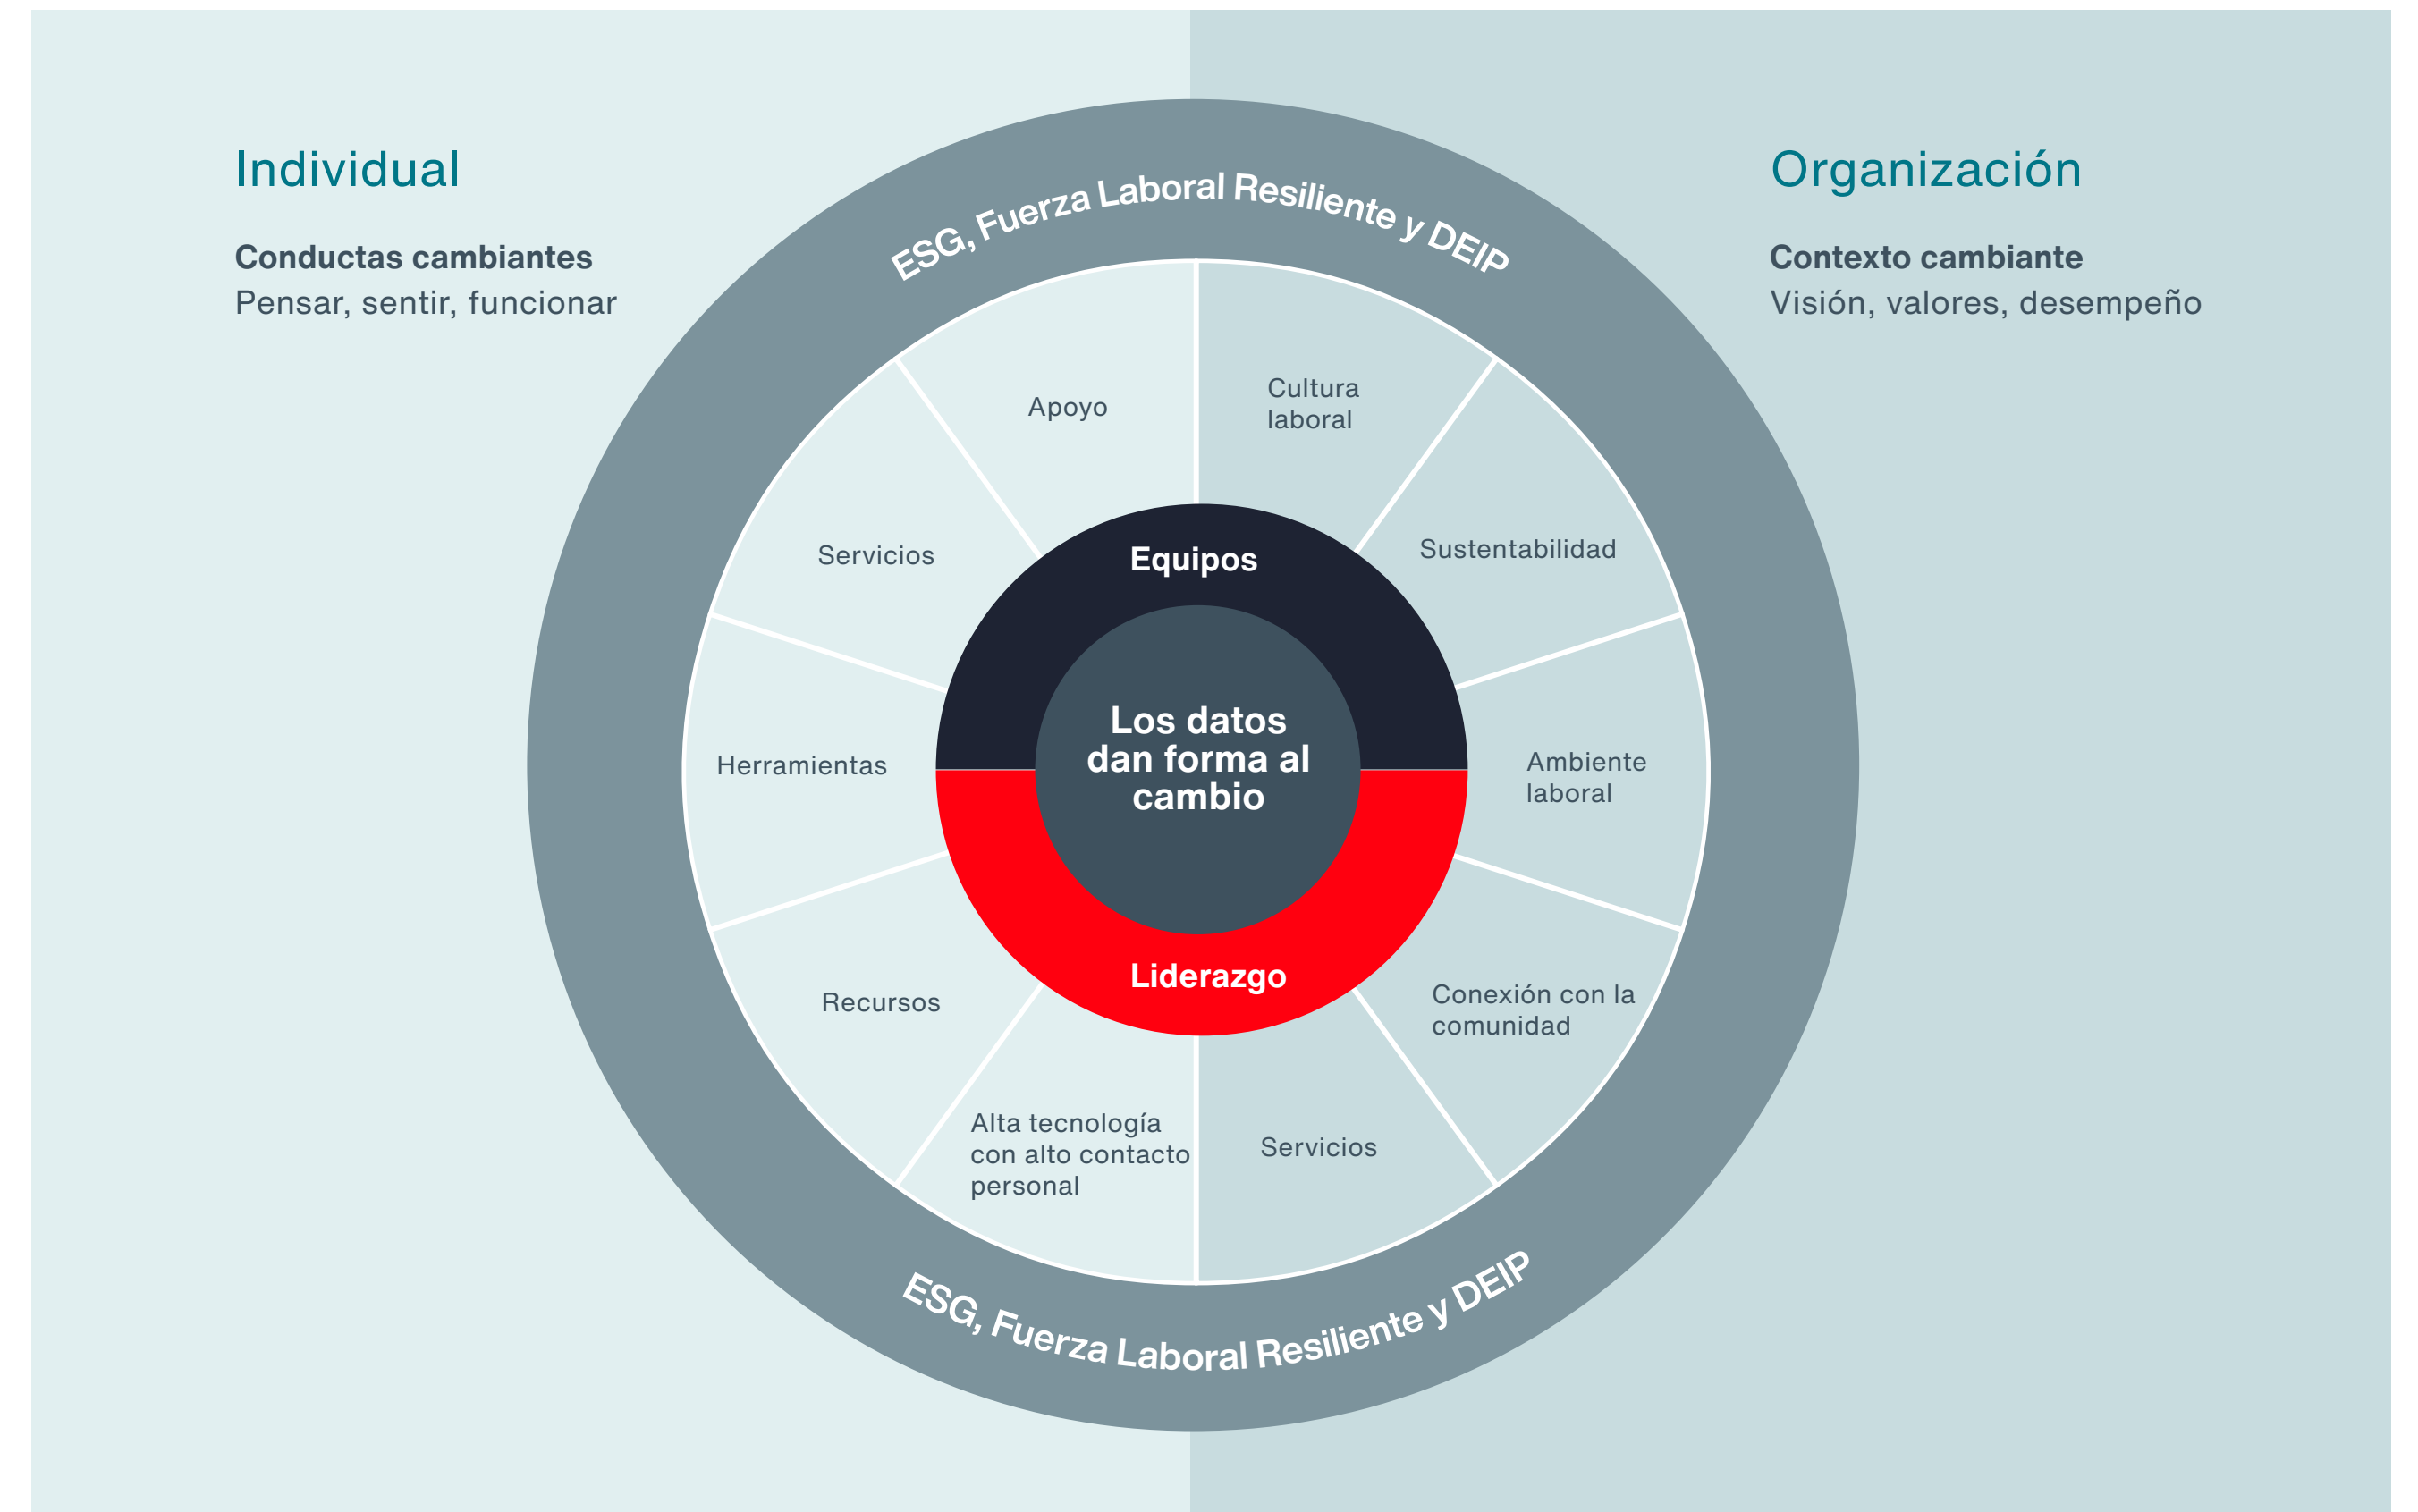 Individual
Conductas cambiantes
Pensar, sentir, funcionar
Organización
Contexto cambiante
Visión, valores, desempeño
ESG, Fuerza Laboral Resiliente y DEIP
Apoyo
Cultura
laboral
Servicios
Sustentabilidad
Equipos
Herramientas
Los datos
dan forma al
cambio
Ambiente
laboral
Liderazgo
Recursos
Conexión con la
comunidad
Alta tecnología
con alto contacto
personal
Servicios
ESG, Fuerza Laboral Resiliente y DEIP